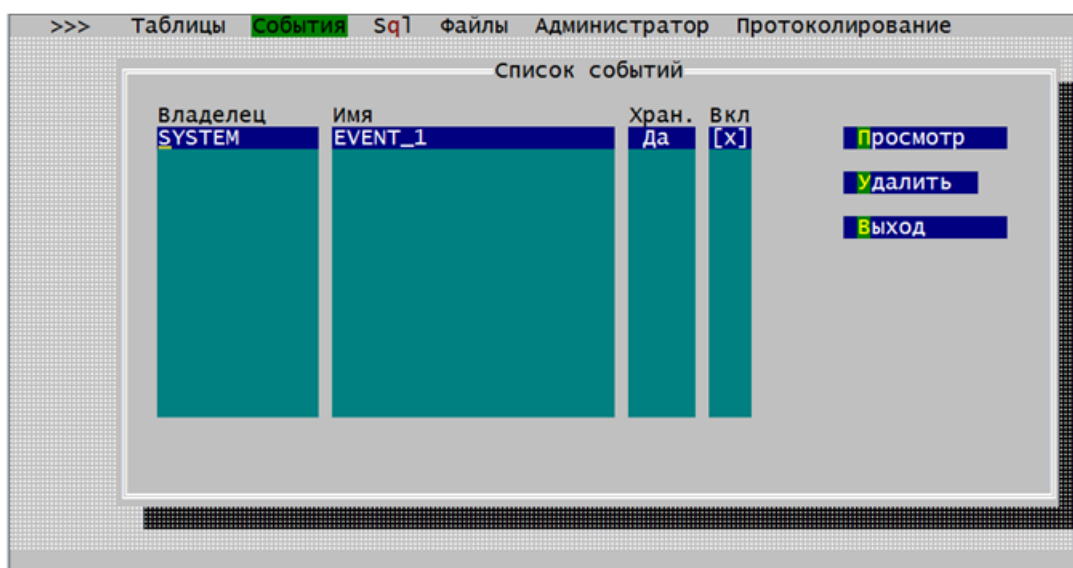 >>> Таблицы События Sql Файлы Администратор Протоколирование
Список событий
Владелец Имя Хран. Вкл
SYSTEM EVENT_1 Да [x] Просмотр
Удалить
Выход